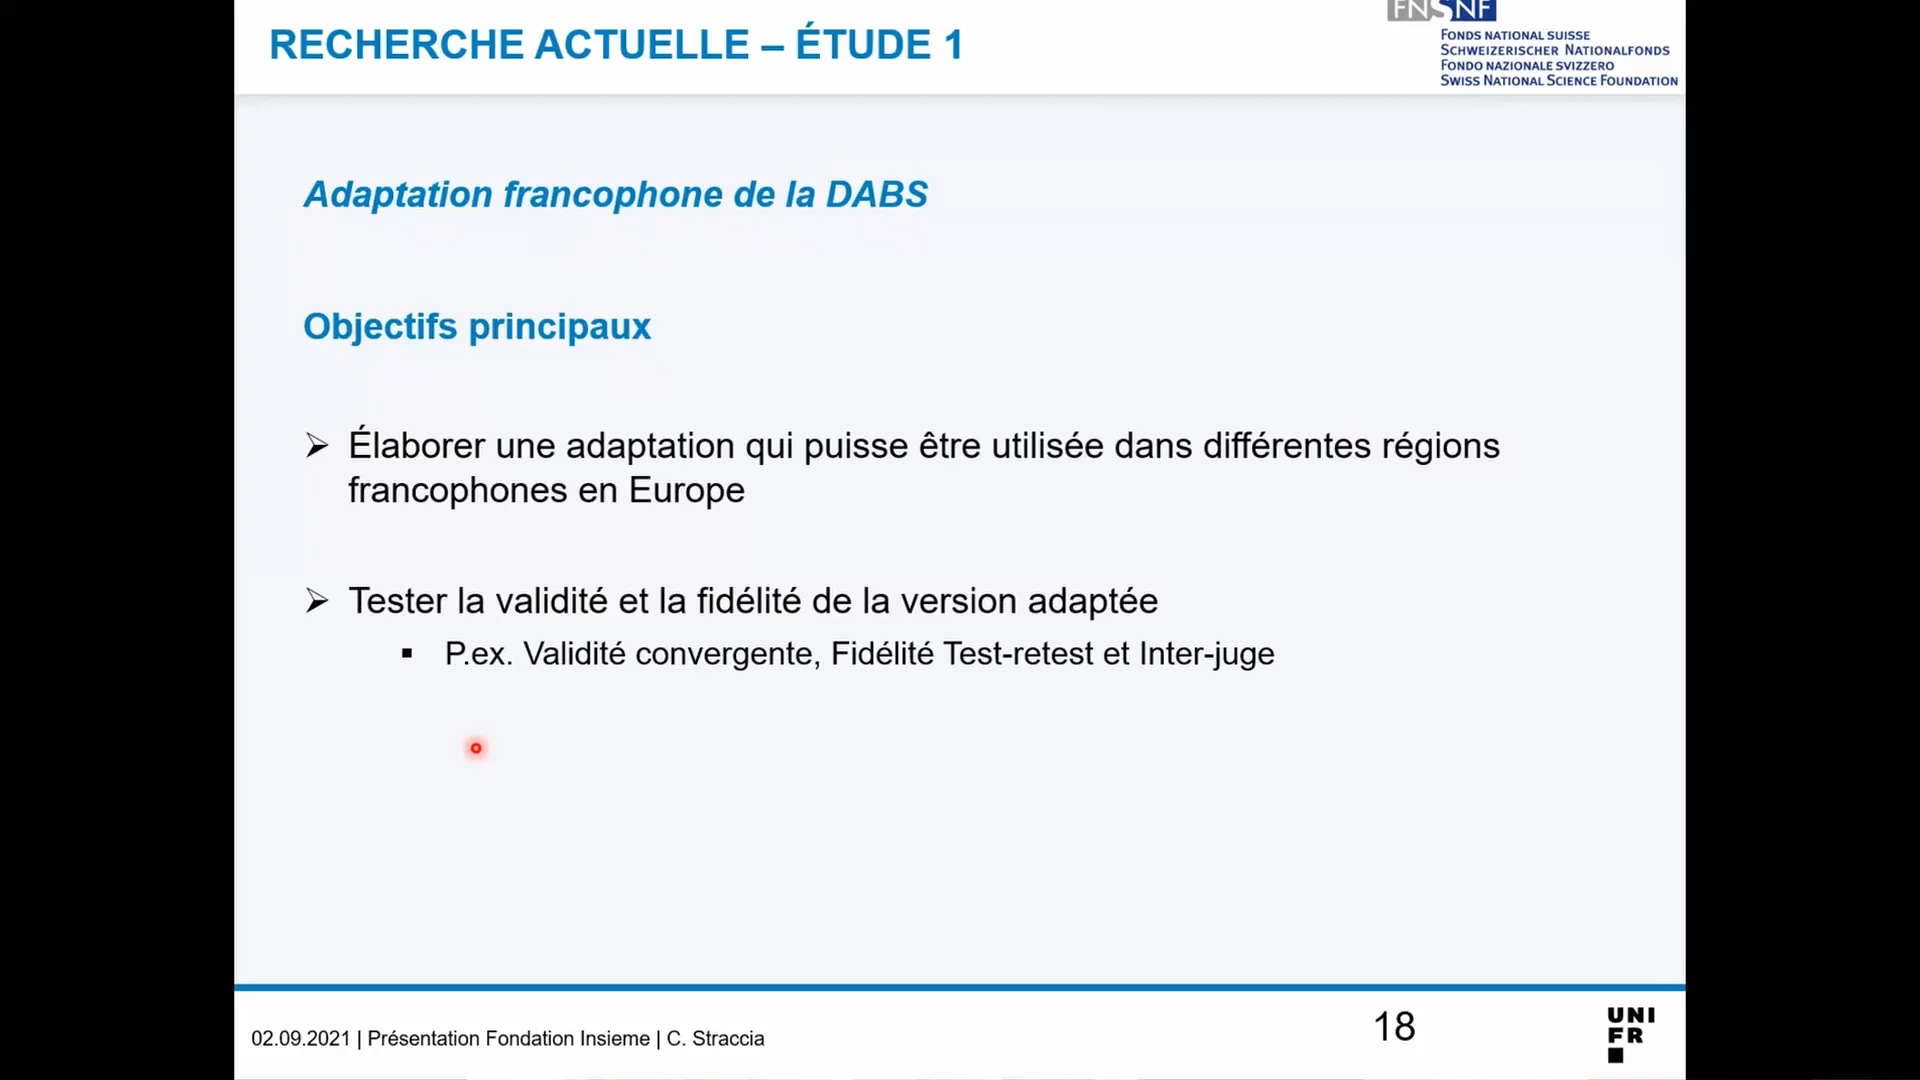 RECHERCHE ACTUELLE – ÉTUDE 1
FNSNF
FONDS NATIONAL SUISSE
SCHWEIZERISCHER NATIONALFONDS
FONDO NAZIONALE SVIZZERO
SWISS NATIONAL SCIENCE FOUNDATION
Adaptation francophone de la DABS
Objectifs principaux
➢ Élaborer une adaptation qui puisse être utilisée dans différentes régions
francophones en Europe
➢ Tester la validité et la fidélité de la version adaptée
▪ P.ex. Validité convergente, Fidélité Test-retest et Inter-juge
02.09.2021 | Présentation Fondation Insieme | C. Straccia
18
UNI
FR